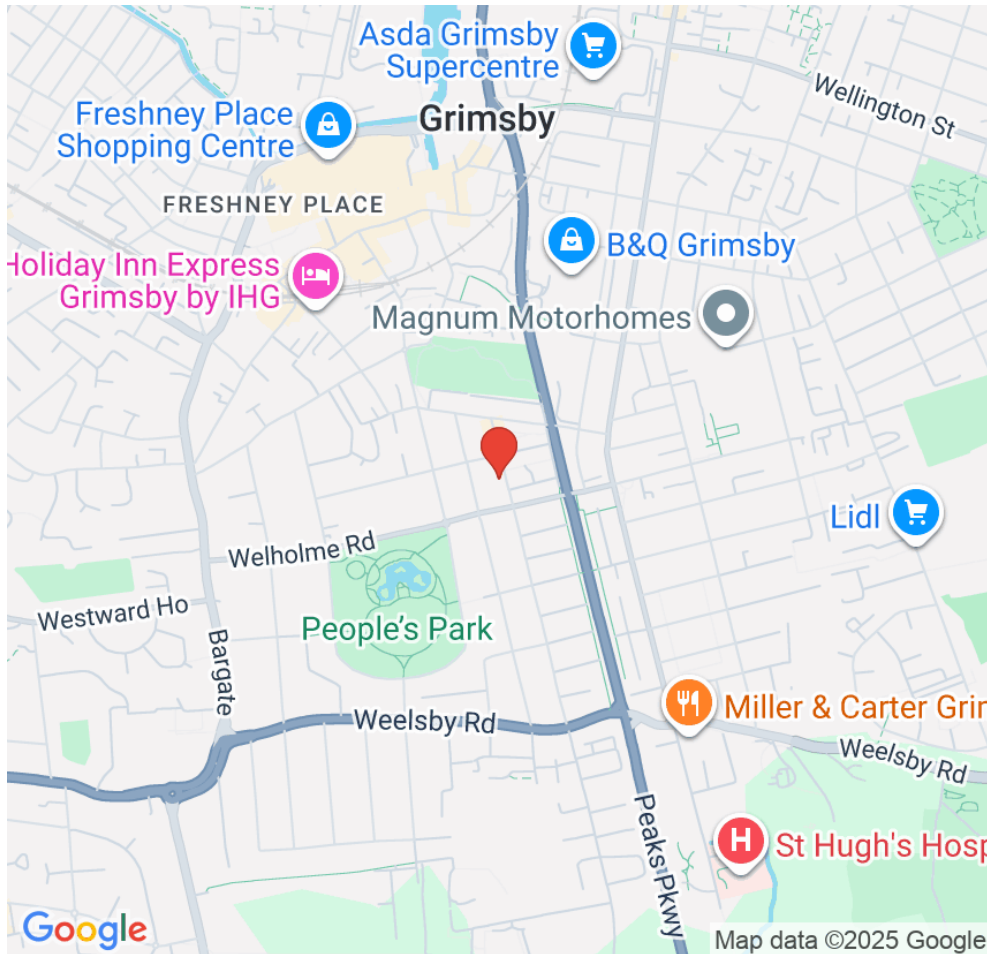 Asda Grimsby
Supercentre
Wellington St
Freshney Place
Shopping Centre
Grimsby
FRESHNEY PLACE
B&Q Grimsby
Holiday Inn Express
Grimsby by IHG
Magnum Motorhomes
Lidl
Welholme Rd
Westward Ho
People's Park
Bargate
Weelsby Rd
Miller & Carter Grim
Weelsby Rd
Peaks Pkwy
H
St Hugh's Hosp
Google
Map data ©2025 Google